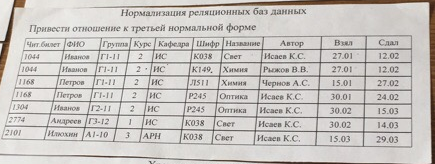 Нормализация реляционных баз данных
Привести отношение к третьей нормальной форме
Чит.билет ФИО Группа Курс Кафедра Шифр Название Автор Взял Сдал
1044 Иванов Г1-11 2 ИС К038 Свет Исаев К.С. 27.01 12.02
1044 Иванов Г1-11 2 ИС К149, Химия Рыжов В.В. 27.01 12.02
1168 Петров Г1-11 2 ИС Л511 Химия Чернов А.С. 15.01 27.02
1168 Петров Г1-11 2 ИС Р245 Оптика Исаев К.С. 30.01 24.02
1304 Иванов Г2-11 2 ИС Р245 Оптика Исаев К.С. 30.02 15.03
2774 Андреев Г3-12 1 ИС К038 Свет Исаев К.С. 30.02 14.03
2101 Илюхин А1-10 3 АРН К038 Свет Исаев К.С. 15.03 29.03